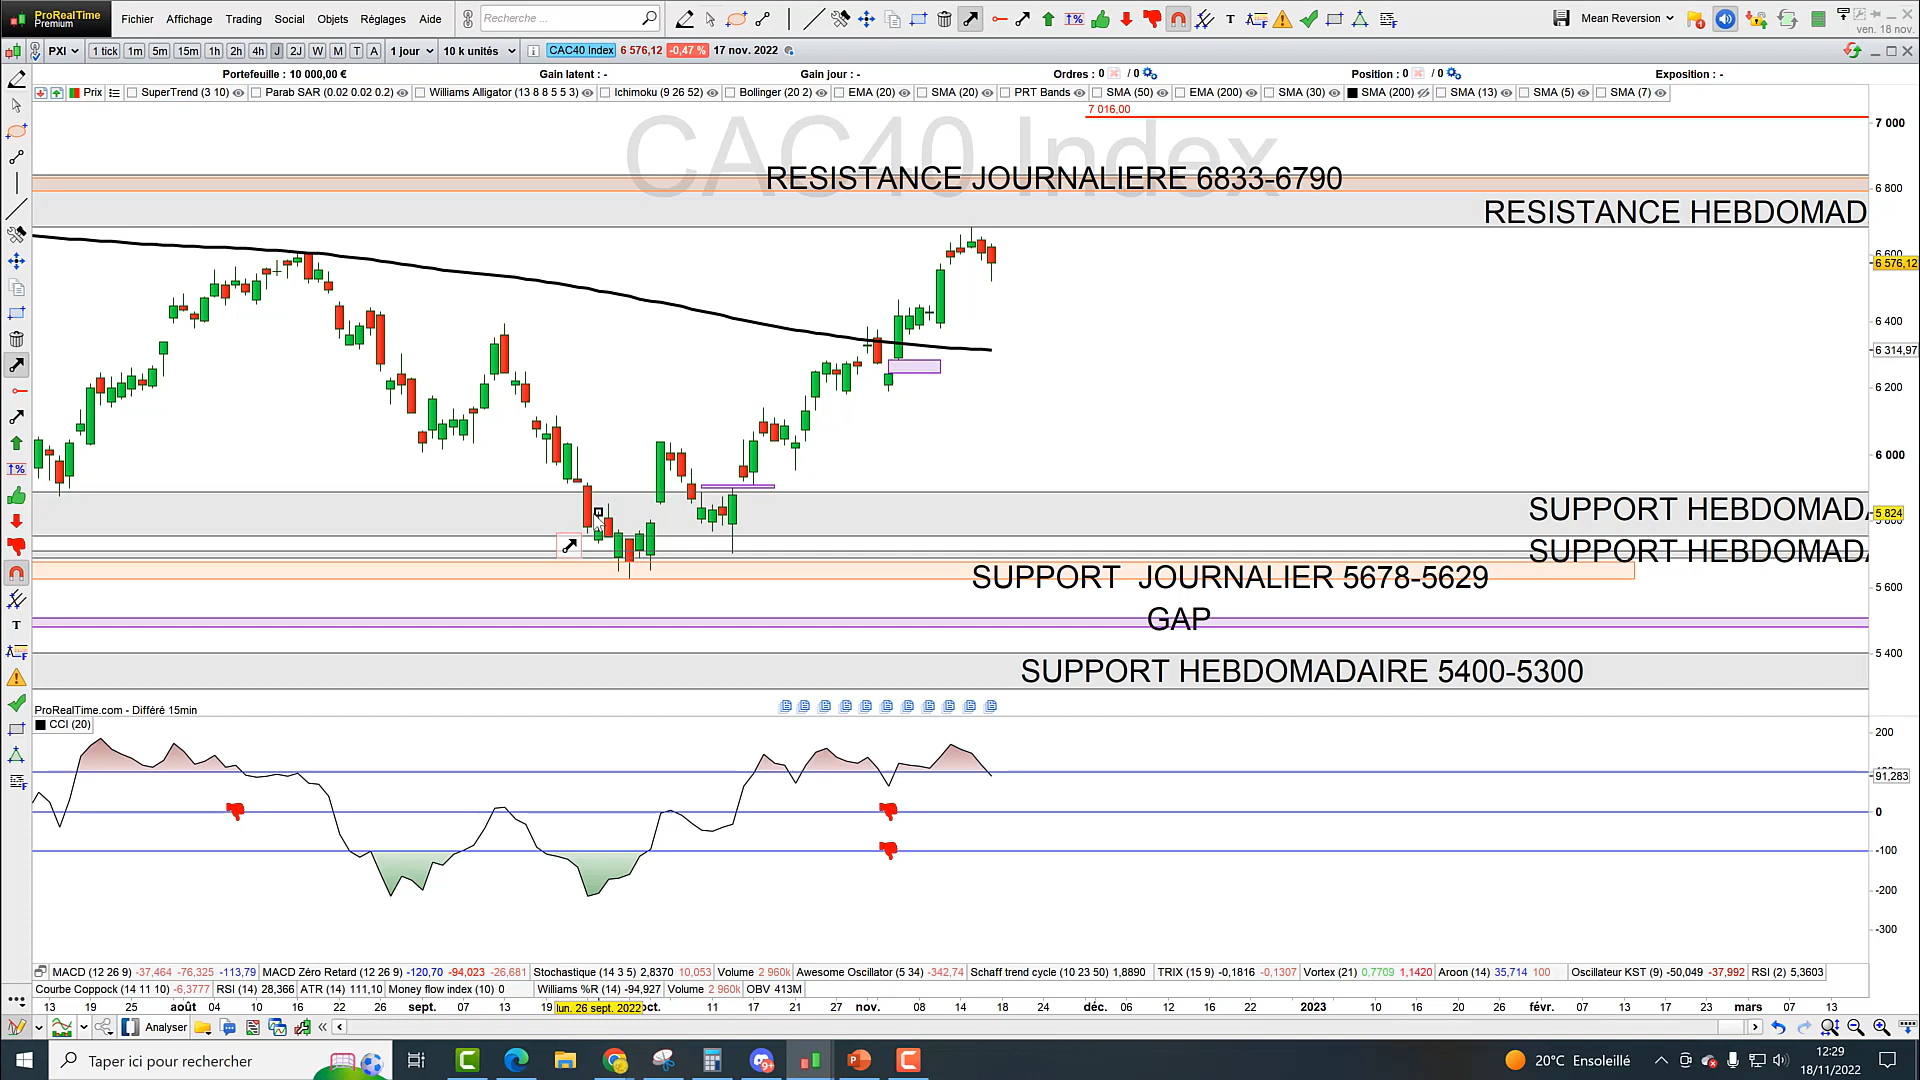 ProRealTime
Premium
Fichier Affichage Trading Social Objets Réglages Aide
Recherche ...
Mean Reversion
ven. 18 nov.
PXI 1 tick 1m 5m 15m 1h 2h 4h J 2J W M T A 1 jour 10 k unités CAC40 Index 6 576,12 -0,47 % 17 nov. 2022
Portefeuille : 10 000,00 € Gain latent : - Gain jour : - Ordres : 0 / 0 Position : 0 / 0 Exposition : -
Prix SuperTrend (3 10) Parab SAR (0.02 0.02 0.2) Williams Alligator (13 8 8 5 5 3) Ichimoku (9 26 52) Bollinger (20 2) EMA (20) SMA (20) PRT Bands SMA (50) EMA (200) SMA (30) SMA (200) SMA (13) SMA (5) SMA (7)
7 016,00
7 000
CAC40 Index
RESISTANCE JOURNALIERE 6833-6790
6 800
RESISTANCE HEBDOMAD
6 600
6 576,12
6 400
6 314,97
6 200
6 000
SUPPORT HEBDOMADA
5 824
SUPPORT HEBDOMADA
SUPPORT JOURNALIER 5678-5629
5 600
GAP
5 400
SUPPORT HEBDOMADAIRE 5400-5300
ProRealTime.com - Différé 15min
CCI (20)
200
91,283
0
-100
-200
-300
MACD (12 26 9) -37,464 -76,325 -113,79 MACD Zéro Retard (12 26 9) -120,70 -94,023 -26,681 Stochastique (14 3 5) 2,8370 10,053 Volume 2 960k Awesome Oscillator (5 34) -342,74 Schaff trend cycle (10 23 50) 1,8890 TRIX (15 9) -0,1816 -0,1307 Vortex (21) 0,7709 1,1420 Aroon (14) 35,714 100 Oscillateur KST (9) -50,049 -37,992 RSI (2) 5,3603
Courbe Coppock (14 11 10) -6,3777 RSI (14) 28,366 ATR (14) 111,10 Money flow index (10) 0 Williams %R (14) -94,927 Volume 2 960k OBV 413M
13 19 25 août 04 10 16 22 26 sept. 07 13 19 lun. 26 sept. 2022 oct. 11 17 21 27 nov. 08 14 18 24 déc. 06 12 16 22 2023 10 16 20 26 févr. 07 13 17 23 mars 07 13
Analyser
Taper ici pour rechercher
20°C Ensoleillé
12:29
18/11/2022